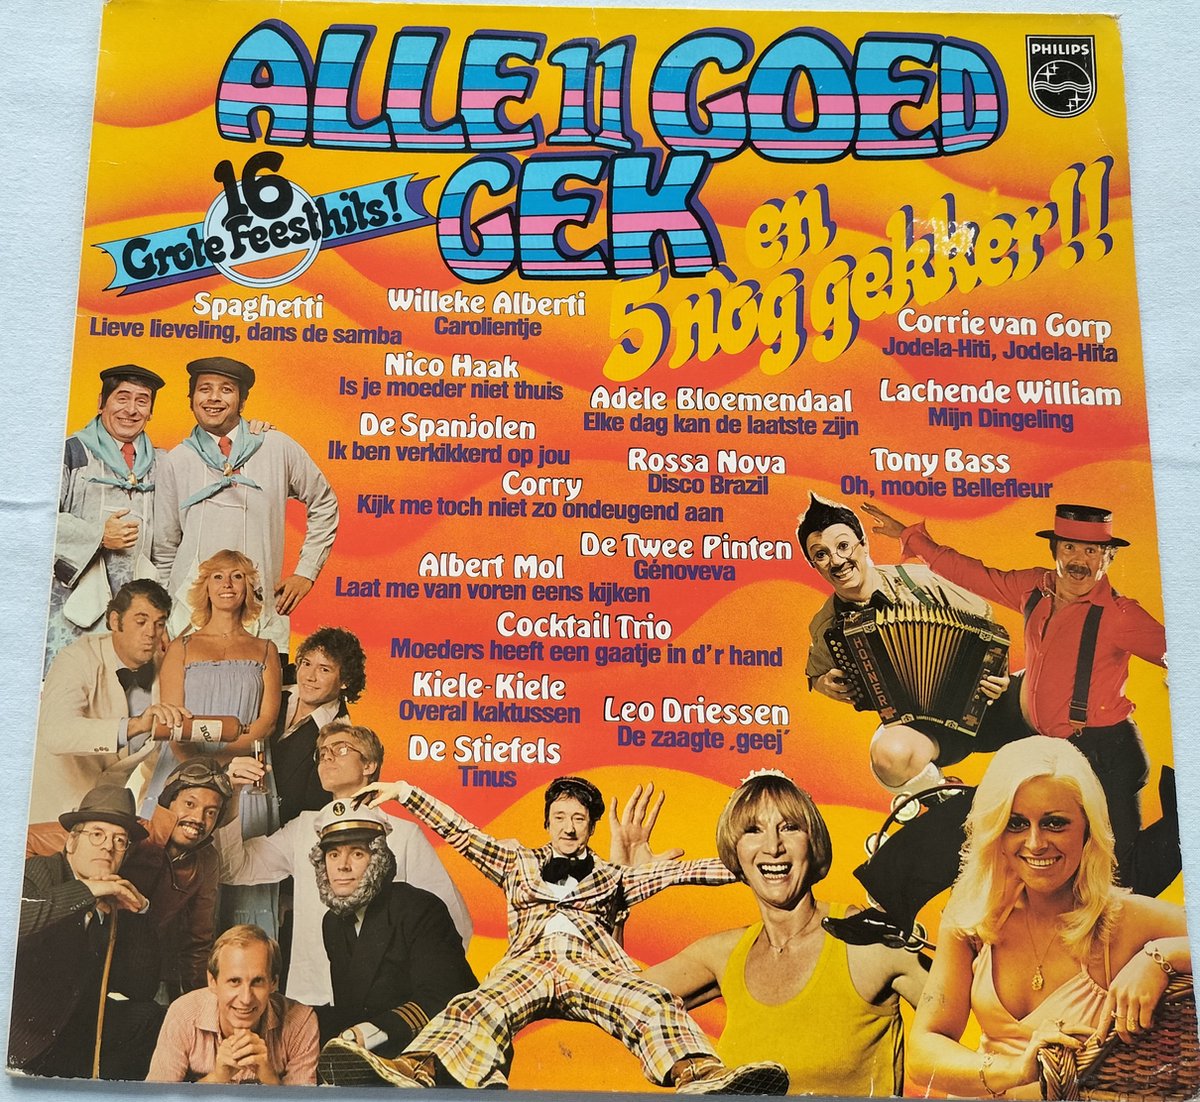 ALLE 11 GOED
PHILIPS
GEK
en
5 nog gekker!!
16
Grote Feesthits!
Spaghetti
Lieve lieveling, dans de samba
Willeke Alberti
Carolientje
Corrie van Gorp
Jodela-Hiti, Jodela-Hita
Nico Haak
Is je moeder niet thuis
Adèle Bloemendaal
Elke dag kan de laatste zijn
Lachende William
Mijn Dingeling
De Spanjolen
Ik ben verkikkerd op jou
Rossa Nova
Disco Brazil
Tony Bass
Oh, mooie Bellefleur
Corry
Kijk me toch niet zo ondeugend aan
De Twee Pinten
Génoveva
Albert Mol
Laat me van voren eens kijken
Cocktail Trio
Moeders heeft een gaatje in d'r hand
Kiele-Kiele
Overal kaktussen
Leo Driessen
De zaagte ‚geej'
De Stiefels
Tinus
HOHNER